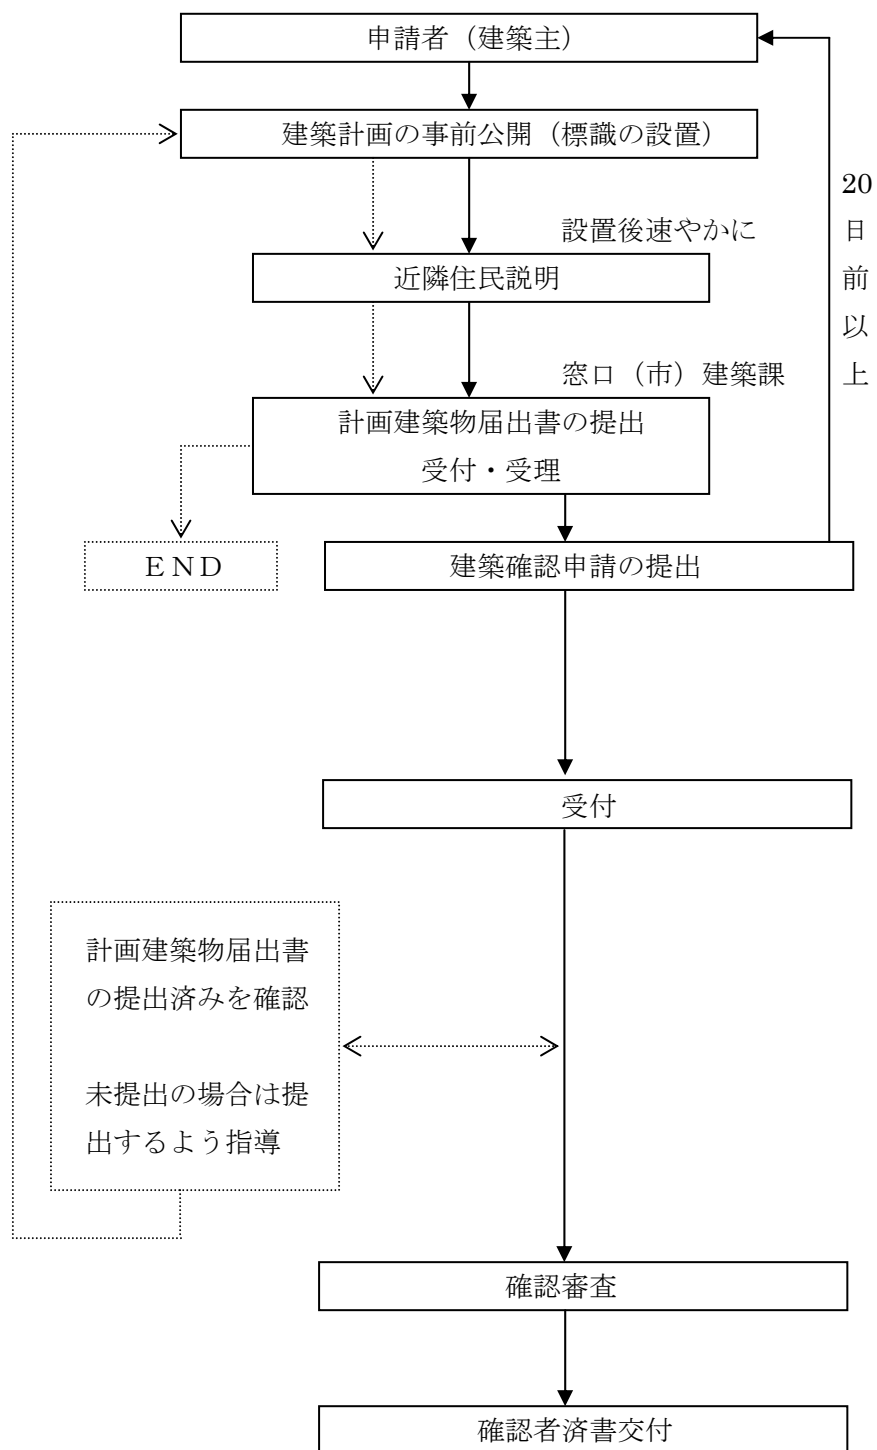 申請者（建築主）
建築計画の事前公開（標識の設置）
20
日
前
以
上
設置後速やかに
近隣住民説明
窓口（市）建築課
計画建築物届出書の提出
受付・受理
ＥＮＤ
建築確認申請の提出
受付
計画建築物届出書
の提出済みを確認
未提出の場合は提
出するよう指導
確認審査
確認者済書交付